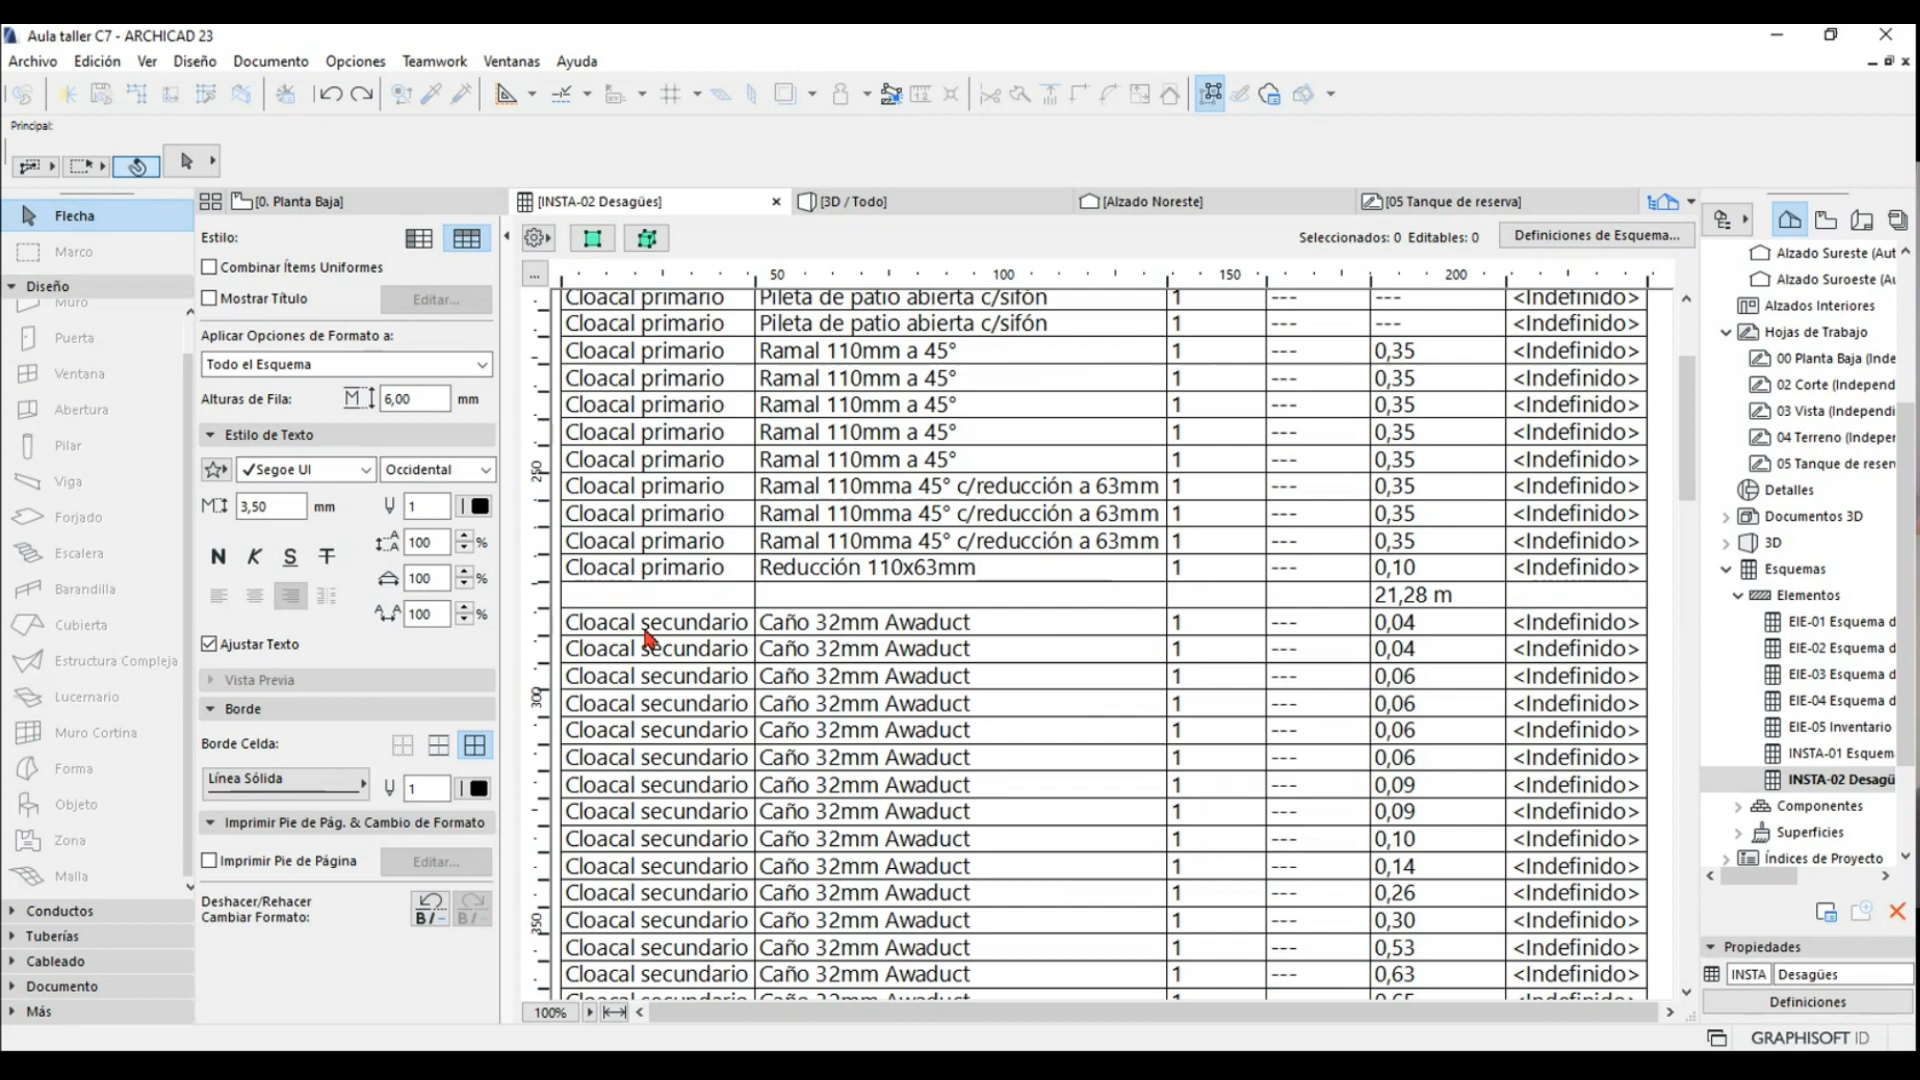 Aula taller C7 - ARCHICAD 23
Archivo Edición Ver Diseño Documento Opciones Teamwork Ventanas Ayuda
Principal:
[0. Planta Baja] [INSTA-02 Desagües] [3D / Todo] [Alzado Noreste] [05 Tanque de reserva]
Flecha
Marco
Diseño
Muro
Puerta
Ventana
Abertura
Pilar
Viga
Forjado
Escalera
Barandilla
Cubierta
Estructura Compleja
Lucernario
Muro Cortina
Forma
Objeto
Zona
Malla
Conductos
Tuberías
Cableado
Documento
Más
Estilo:
Combinar Ítems Uniformes
Mostrar Título Editar...
Aplicar Opciones de Formato a:
Todo el Esquema
Alturas de Fila: 6,00 mm
Estilo de Texto
Segoe UI Occidental
3,50 mm 1
100 %
N K S T
100 %
100 %
Ajustar Texto
Vista Previa
Borde
Borde Celda:
Línea Sólida 1
Imprimir Pie de Pág. & Cambio de Formato
Imprimir Pie de Página Editar...
Deshacer/Rehacer
Cambiar Formato:
Seleccionados: 0 Editables: 0 Definiciones de Esquema...
... 50 100 150 200
250
300
350
Cloacal primario Pileta de patio abierta c/sifón 1 --- --- <Indefinido>
Cloacal primario Pileta de patio abierta c/sifón 1 --- --- <Indefinido>
Cloacal primario Ramal 110mm a 45° 1 --- 0,35 <Indefinido>
Cloacal primario Ramal 110mm a 45° 1 --- 0,35 <Indefinido>
Cloacal primario Ramal 110mm a 45° 1 --- 0,35 <Indefinido>
Cloacal primario Ramal 110mm a 45° 1 --- 0,35 <Indefinido>
Cloacal primario Ramal 110mm a 45° 1 --- 0,35 <Indefinido>
Cloacal primario Ramal 110mma 45° c/reducción a 63mm 1 --- 0,35 <Indefinido>
Cloacal primario Ramal 110mma 45° c/reducción a 63mm 1 --- 0,35 <Indefinido>
Cloacal primario Ramal 110mma 45° c/reducción a 63mm 1 --- 0,35 <Indefinido>
Cloacal primario Reducción 110x63mm 1 --- 0,10 <Indefinido>
21,28 m
Cloacal secundario Caño 32mm Awaduct 1 --- 0,04 <Indefinido>
Cloacal secundario Caño 32mm Awaduct 1 --- 0,04 <Indefinido>
Cloacal secundario Caño 32mm Awaduct 1 --- 0,06 <Indefinido>
Cloacal secundario Caño 32mm Awaduct 1 --- 0,06 <Indefinido>
Cloacal secundario Caño 32mm Awaduct 1 --- 0,06 <Indefinido>
Cloacal secundario Caño 32mm Awaduct 1 --- 0,06 <Indefinido>
Cloacal secundario Caño 32mm Awaduct 1 --- 0,09 <Indefinido>
Cloacal secundario Caño 32mm Awaduct 1 --- 0,09 <Indefinido>
Cloacal secundario Caño 32mm Awaduct 1 --- 0,10 <Indefinido>
Cloacal secundario Caño 32mm Awaduct 1 --- 0,14 <Indefinido>
Cloacal secundario Caño 32mm Awaduct 1 --- 0,26 <Indefinido>
Cloacal secundario Caño 32mm Awaduct 1 --- 0,30 <Indefinido>
Cloacal secundario Caño 32mm Awaduct 1 --- 0,53 <Indefinido>
Cloacal secundario Caño 32mm Awaduct 1 --- 0,63 <Indefinido>
100%
Alzado Sureste (Aut
Alzado Suroeste (Au
Alzados Interiores
Hojas de Trabajo
00 Planta Baja (Inde
02 Corte (Independ
03 Vista (Independi
04 Terreno (Indeper
05 Tanque de reser
Detalles
Documentos 3D
3D
Esquemas
Elementos
EIE-01 Esquema d
EIE-02 Esquema d
EIE-03 Esquema d
EIE-04 Esquema d
EIE-05 Inventario
INSTA-01 Esquem
INSTA-02 Desagü
Componentes
Superficies
Índices de Proyecto
Propiedades
INSTA Desagües
Definiciones
GRAPHISOFT ID